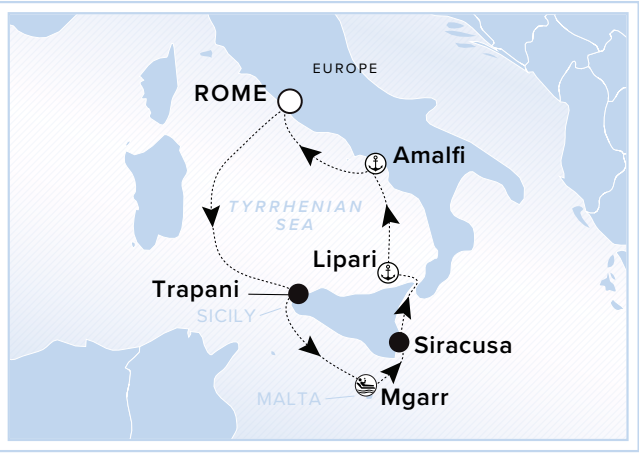 EUROPE
ROME
Amalfi
TYRRHENIAN
SEA
Lipari
Trapani
SICILY
Siracusa
MALTA
Mgarr